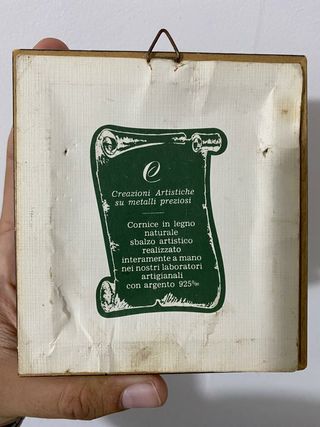 e
Creazioni Artistiche
su metalli preziosi
Cornice in legno
naturale
sbalzo artistico
realizzato
interamente a mano
nei nostri laboratori
artigianali
con argento 925‰